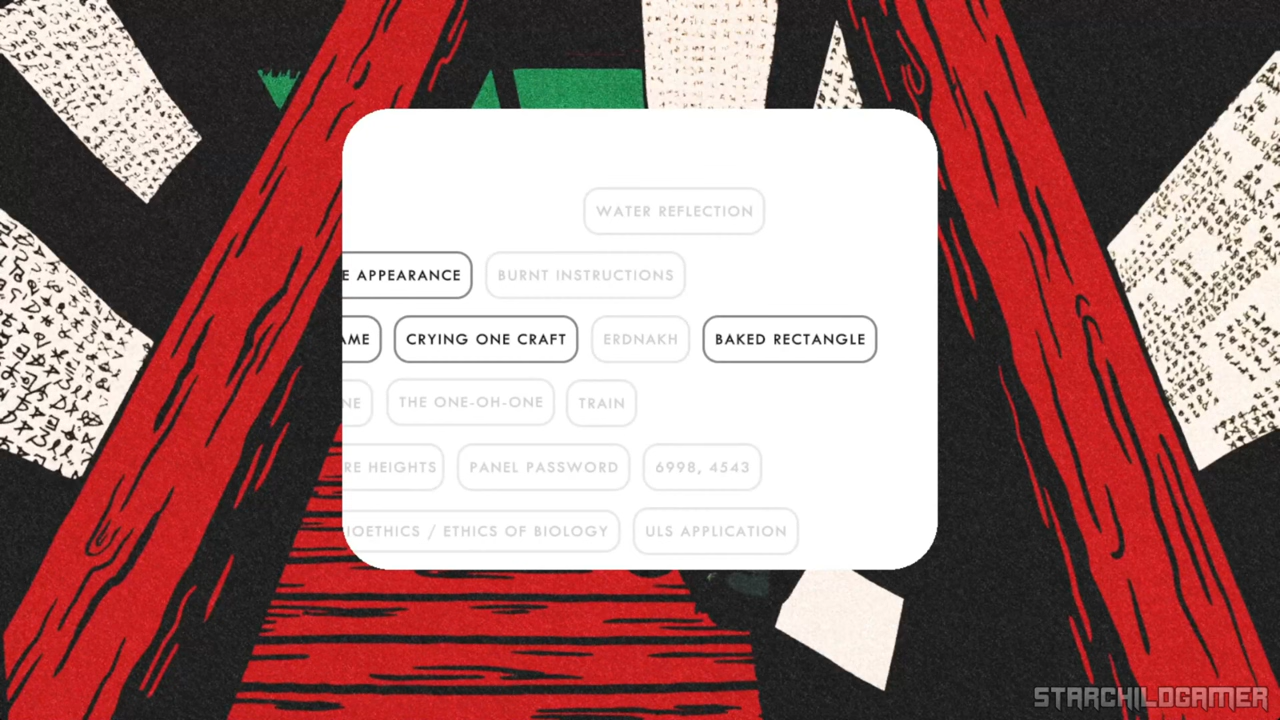 WATER REFLECTION
E APPEARANCE BURNT INSTRUCTIONS
AME CRYING ONE CRAFT ERDNAKH BAKED RECTANGLE
NE THE ONE-OH-ONE TRAIN
RE HEIGHTS PANEL PASSWORD 6998, 4543
IOETHICS / ETHICS OF BIOLOGY ULS APPLICATION
STARCHILDGAMER